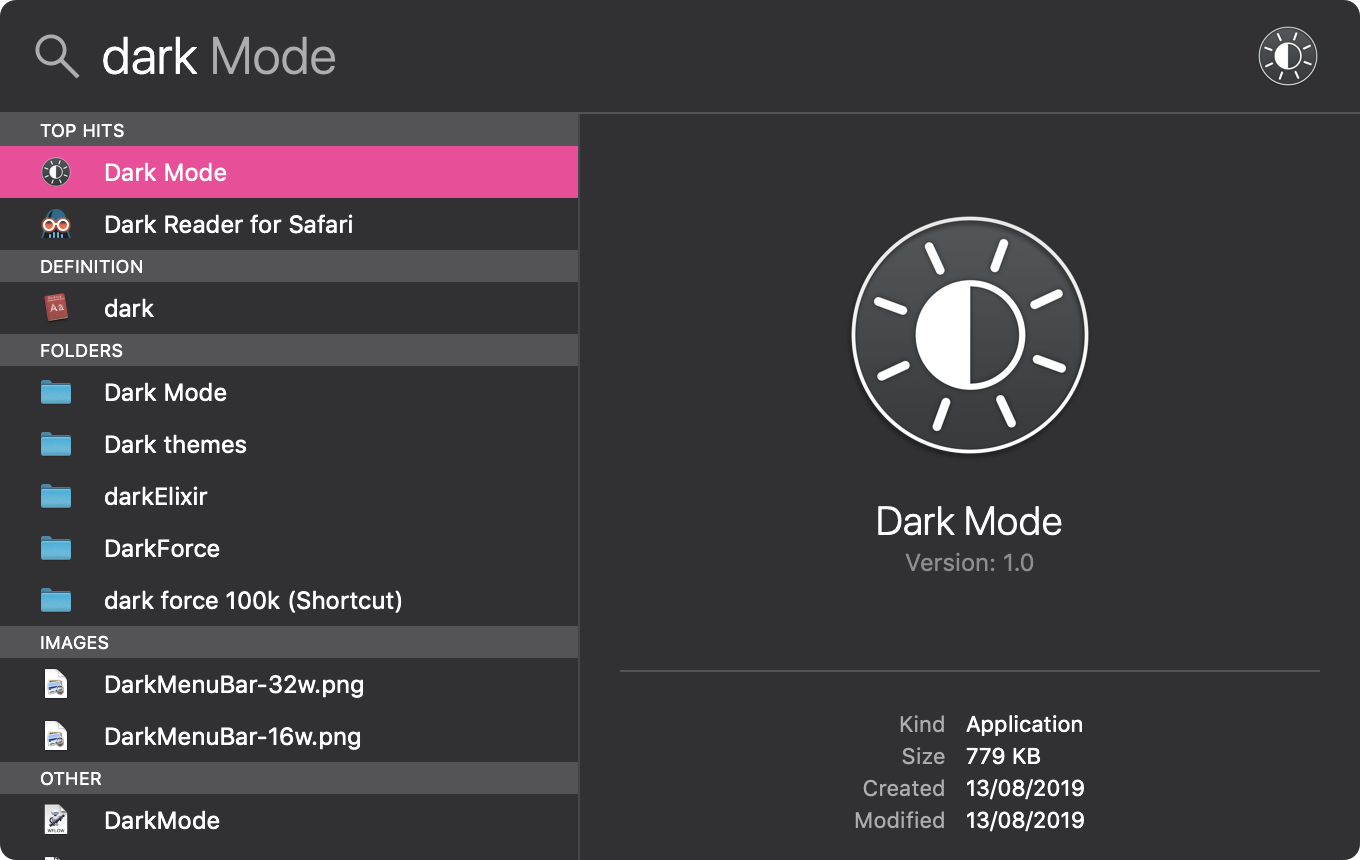 dark Mode
TOP HITS
Dark Mode
Dark Reader for Safari
DEFINITION
Aa
dark
FOLDERS
Dark Mode
Dark themes
darkElixir
DarkForce
dark force 100k (Shortcut)
IMAGES
DarkMenuBar-32w.png
DarkMenuBar-16w.png
OTHER
WFLOW
DarkMode
Dark Mode
Version: 1.0
Kind Application
Size 779 KB
Created 13/08/2019
Modified 13/08/2019